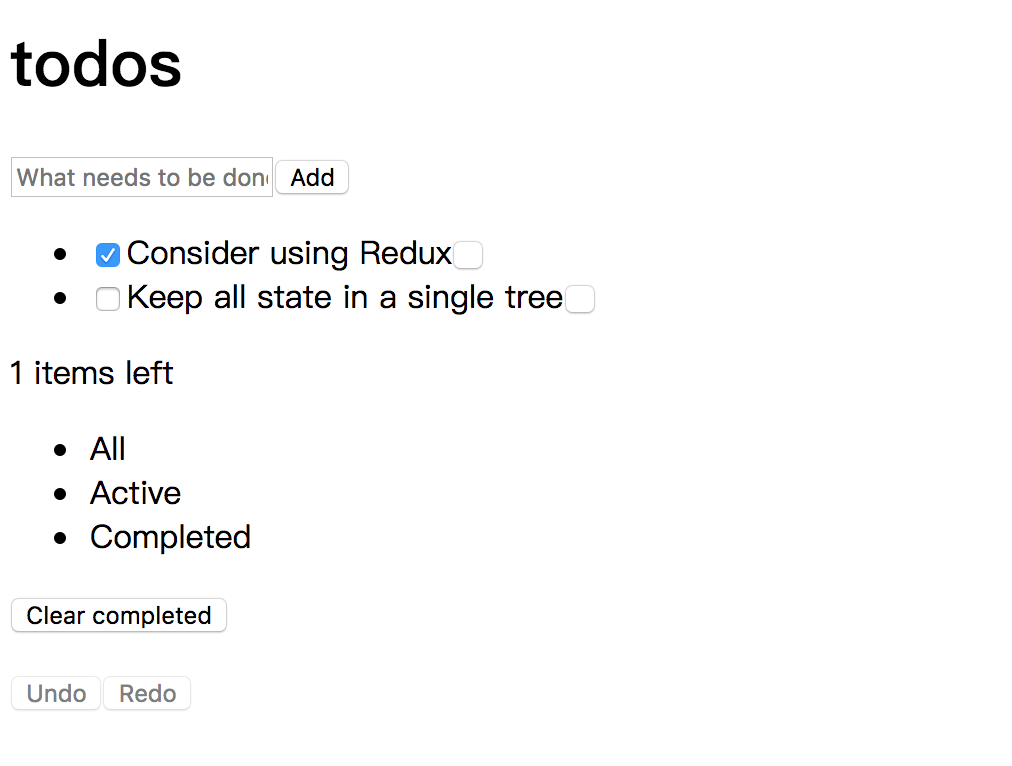 todos
What needs to be don
Add
Consider using Redux
Keep all state in a single tree
1 items left
All
Active
Completed
Clear completed
Undo Redo